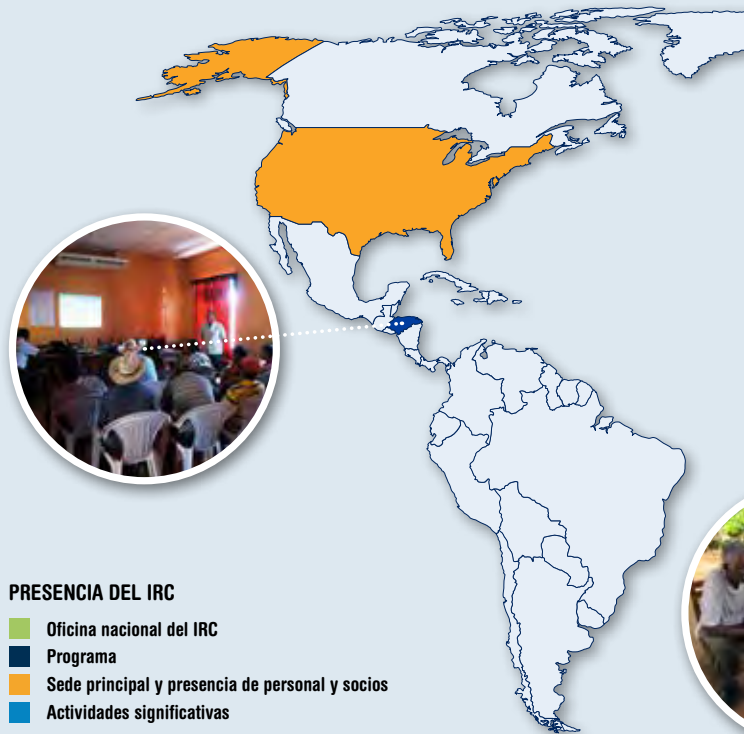 PRESENCIA DEL IRC
Oficina nacional del IRC
Programa
Sede principal y presencia de personal y socios
Actividades significativas